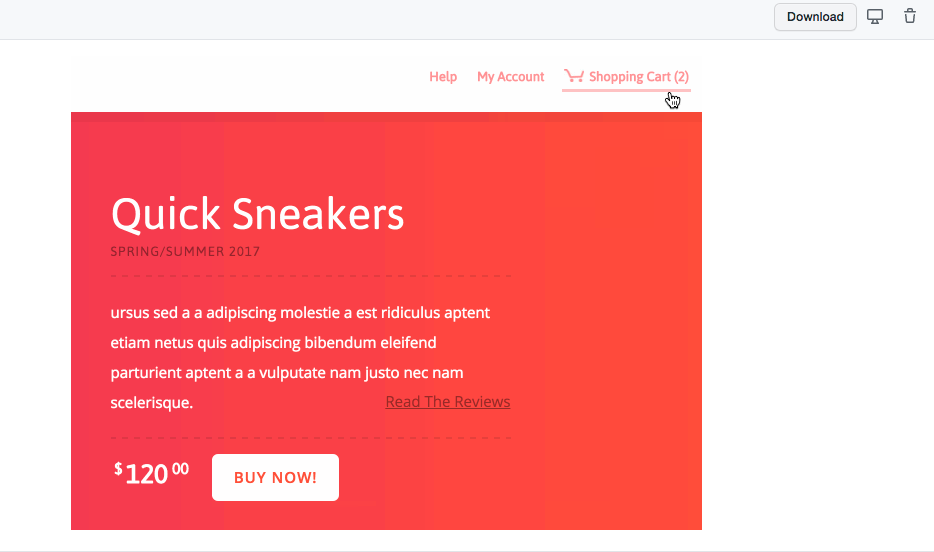 Download
Help My Account Shopping Cart (2)
Quick Sneakers
SPRING/SUMMER 2017
ursus sed a a adipiscing molestie a est ridiculus aptent
etiam netus quis adipiscing bibendum eleifend
parturient aptent a a vulputate nam justo nec nam
scelerisque. Read The Reviews
$120 00 BUY NOW!